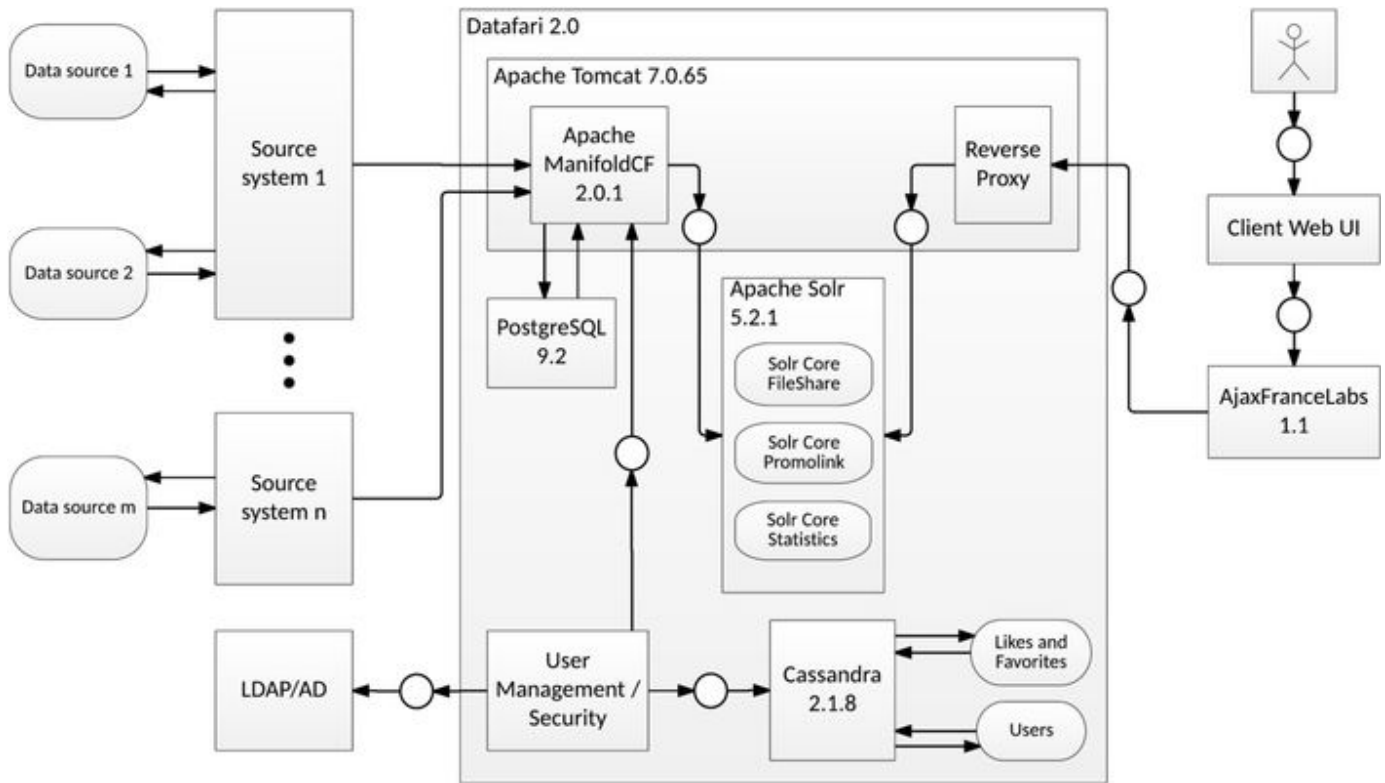 Datafari 2.0
Data source 1
Apache Tomcat 7.0.65
Source
system 1
Apache
ManifoldCF
2.0.1
Reverse
Proxy
Client Web UI
Data source 2
PostgreSQL
9.2
Apache Solr
5.2.1
Solr Core
FileShare
AjaxFranceLabs
1.1
Solr Core
Promolink
Data source m
Source
system n
Solr Core
Statistics
LDAP/AD
User
Management /
Security
Cassandra
2.1.8
Likes and
Favorites
Users